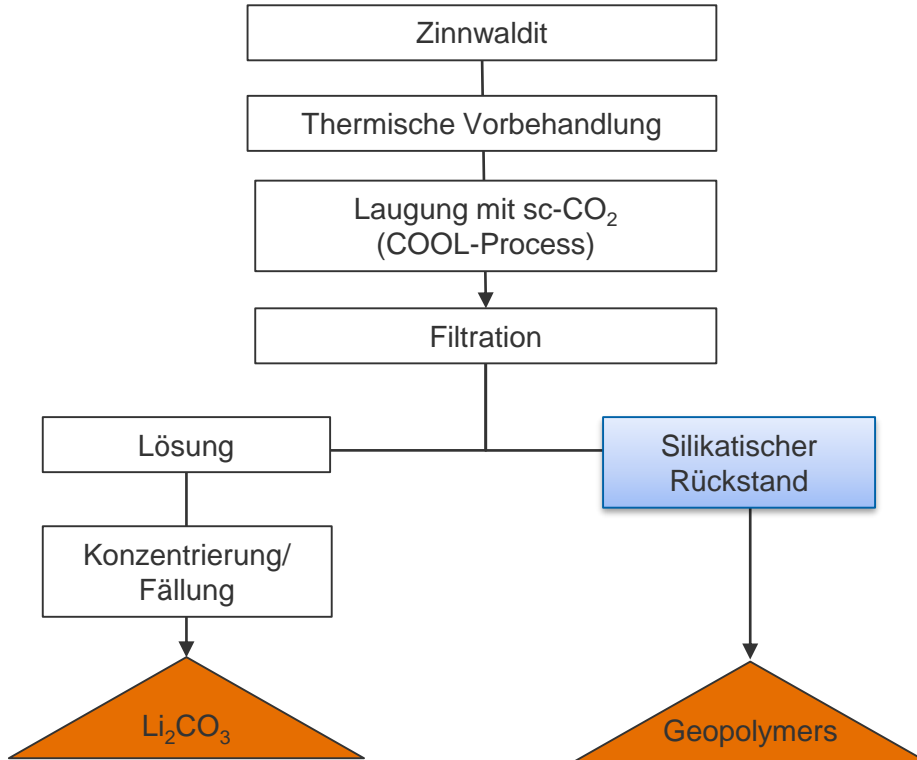 Zinnwaldit
Thermische Vorbehandlung
Laugung mit sc-CO₂
(COOL-Process)
Filtration
Lösung
Silikatischer
Rückstand
Konzentrierung/
Fällung
Li₂CO₃
Geopolymers